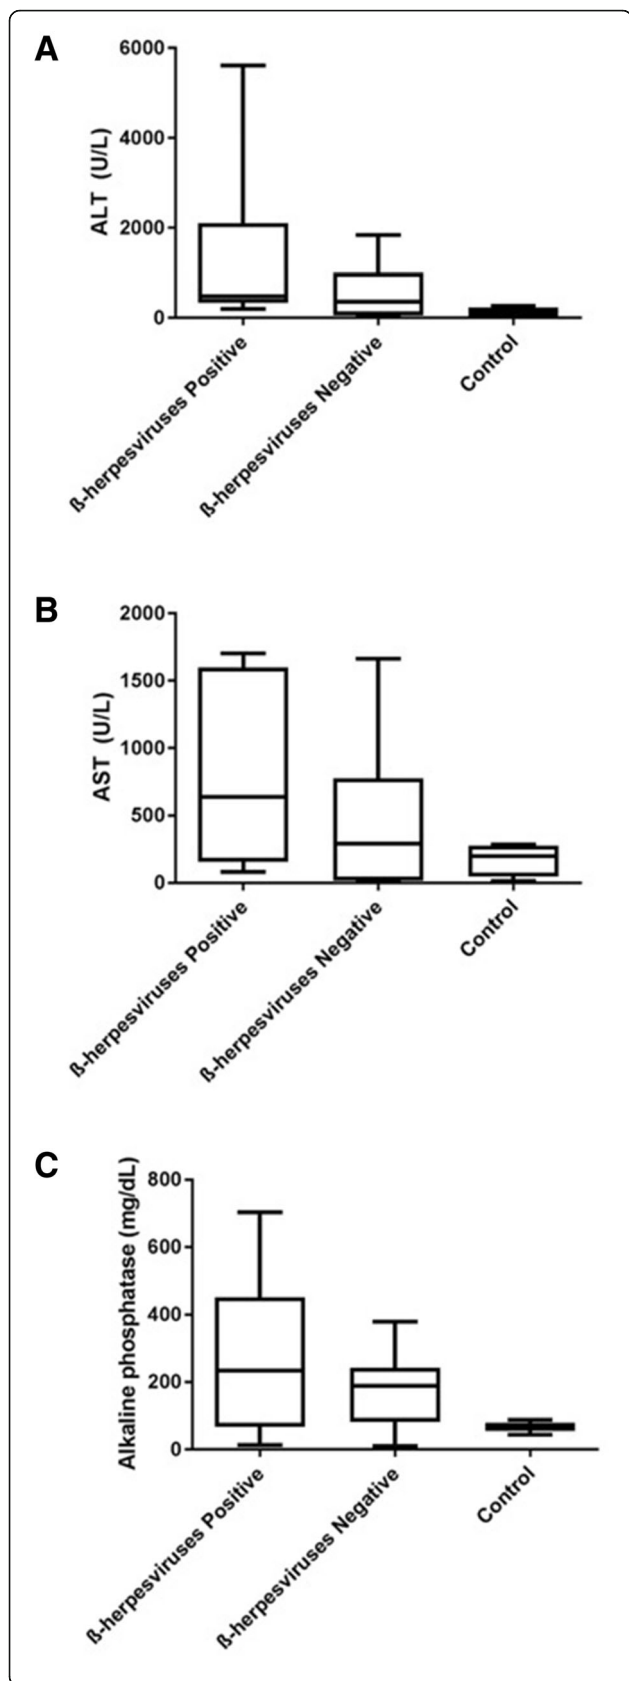 A
ALT (U/L)
6000
4000
2000
0
ß-herpesviruses Positive
ß-herpesviruses Negative
Control
B
AST (U/L)
2000
1500
1000
500
0
ß-herpesviruses Positive
ß-herpesviruses Negative
Control
C
Alkaline phosphatase (mg/dL)
800
600
400
200
0
ß-herpesviruses Positive
ß-herpesviruses Negative
Control